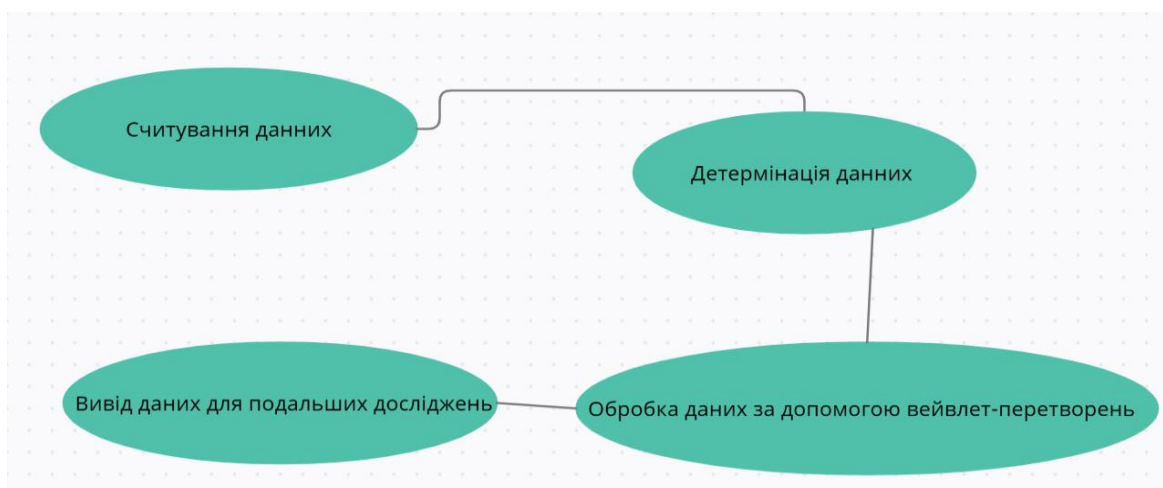 Считування данних
Детермінація данних
Обробка даних за допомогою вейвлет-перетворень
Вивід даних для подальших досліджень